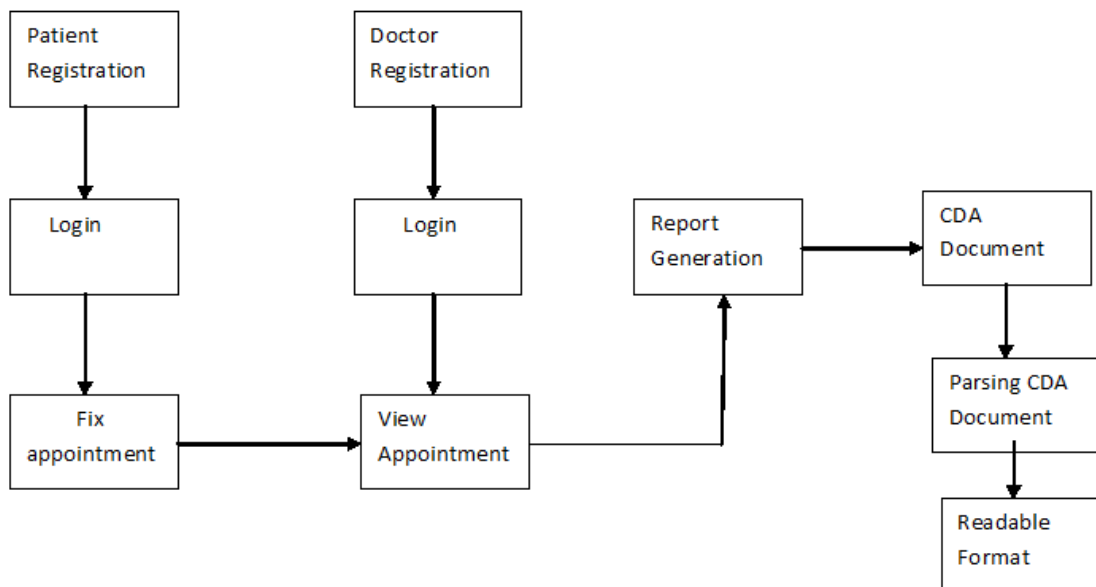 Patient
Registration
Doctor
Registration
Login
Login
Report
Generation
CDA
Document
Fix
appointment
View
Appointment
Parsing CDA
Document
Readable
Format